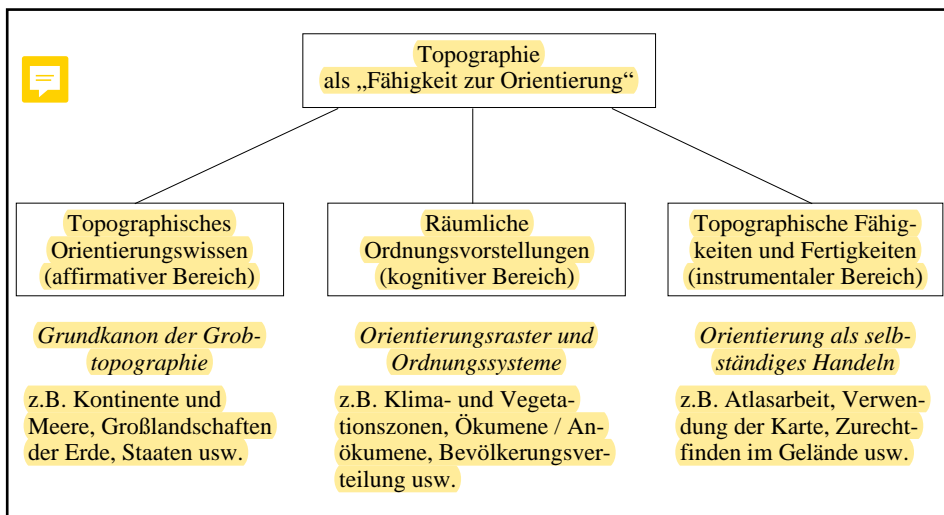 Topographie
als „Fähigkeit zur Orientierung“
Topographisches
Orientierungswissen
(affirmativer Bereich)
Räumliche
Ordnungsvorstellungen
(kognitiver Bereich)
Topographische Fähig-
keiten und Fertigkeiten
(instrumentaler Bereich)
Grundkanon der Grob-
topographie
z.B. Kontinente und
Meere, Großlandschaften
der Erde, Staaten usw.
Orientierungsraster und
Ordnungssysteme
z.B. Klima- und Vegeta-
tionszonen, Ökumene / An-
ökumene, Bevölkerungsver-
teilung usw.
Orientierung als selb-
ständiges Handeln
z.B. Atlasarbeit, Verwen-
dung der Karte, Zurecht-
finden im Gelände usw.